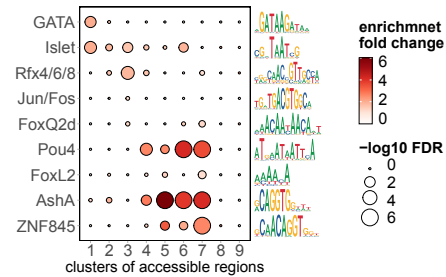 GATA
Islet
Rfx4/6/8
Jun/Fos
FoxQ2d
Pou4
FoxL2
AshA
ZNF845
1 2 3 4 5 6 7 8 9
clusters of accessible regions
enrichmnet
fold change
6
4
2
0
−log10 FDR
0
2
4
6